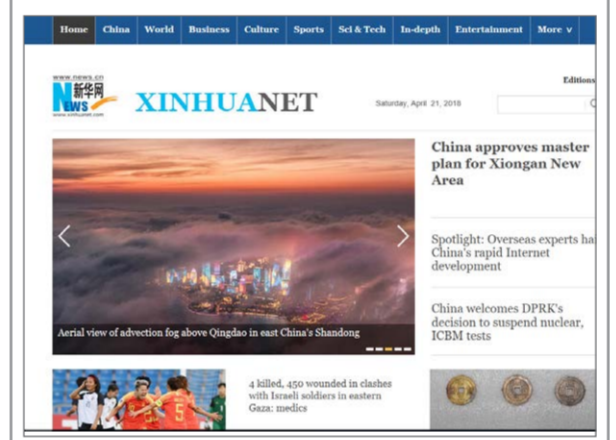 Home China World Business Culture Sports Sci & Tech In-depth Entertainment More v
www.news.cn
新华网
NEWS
www.xinhuanet.com
XINHUANET
Saturday, April 21, 2018
Editions
China approves master
plan for Xiongan New
Area
Spotlight: Overseas experts ha
China's rapid Internet
development
China welcomes DPRK's
decision to suspend nuclear,
ICBM tests
Aerial view of advection fog above Qingdao in east China's Shandong
4 killed, 450 wounded in clashes
with Israeli soldiers in eastern
Gaza: medics